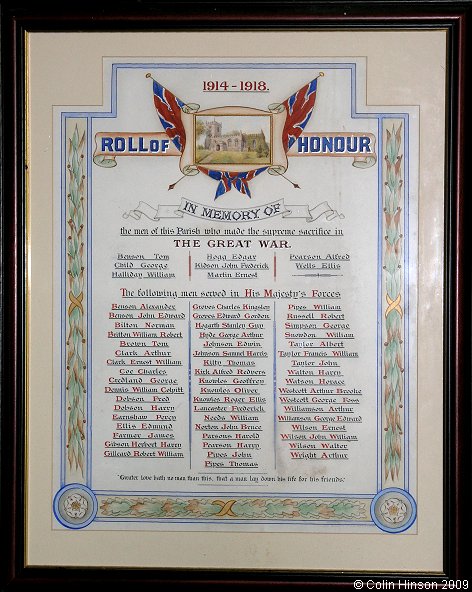 1914-1918.
ROLL OF HONOUR
IN MEMORY OF
the men of this Parish who made the supreme sacrifice in
THE GREAT WAR.
Benson Tom Hogg Edgar Pearson Alfred
Child George Kidson John Frderick Wells Ellis
Halliday William Martin Ernest
The following men served in His Majesty's Forces
Benson Alexander Groves Charles Kingsley Pipes William
Benson John Edward Groves Edward Gordon Russell Robert
Bilton Norman Hogarth Stanley Guy Simpson George
Britton William Robert Hyde George Arthur Snowdon William
Brown Tom Johnson Edwin Taylor Albert
Clark Arthur Johnson Samuel Harris Taylor Francis William
Clark Ernest William Kilty Thomas Taylor John
Coe Charles Kirk Alfred Redvers Walton Harry
Credland George Knowles Geoffrey Watson Horace
Dennis William Colpitt Knowles Oliver Westcott Arthur Brooke
Dobson Fred Knowles Roger Ellis Westcott George Foss
Dobson Harry Lancaster Frederick Williamson Arthur
Earnshaw Percy Needs William Williamson George Edward
Ellis Edmund Norton John Bruce Wilson Ernest
Farmer James Parsons Harold Wilson John William
Gibson Herbert Harry Pearson Harry Wilson Walter
Gilleard Robert William Pipes John Wright Arthur
Pipes Thomas
"Greater love hath no man than this, that a man lay down his life for his friends."
© Colin Hinson 2009